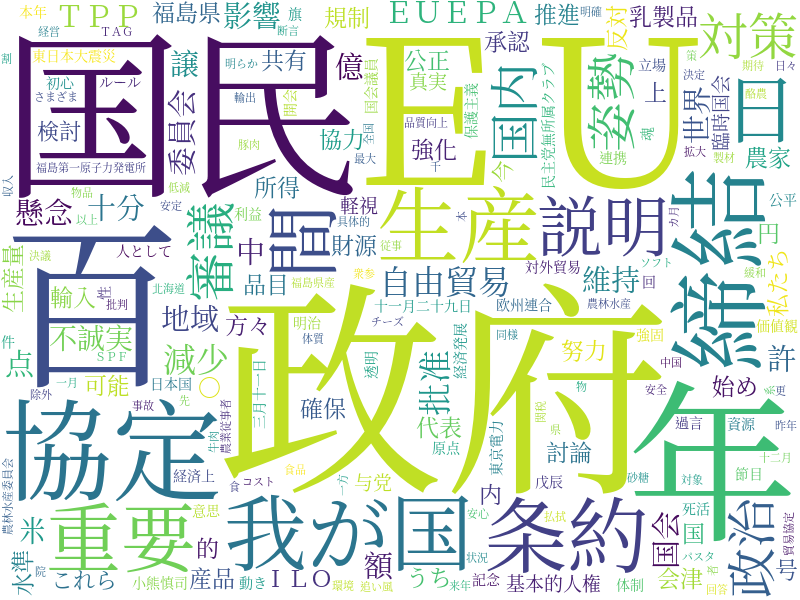 本年
ＴＰＰ
福島県
影響
旗
ＥＵＥＰＡ
推進
明確
乳製品
経営
ＴＡＧ
断言
規制
承認
反対
対策
東日本大震災
明らか
共有
億
公正
真実
国会議員
立場
策
決定
期待
日々
国民
ＥＵ
初心
ルール
譲
委員会
さまざま
輸出
開会
保護主義
民主党無所属クラブ
国内
姿勢
上
世界
臨時国会
日
酪農
検討
豚肉
協力
品質向上
全国
魂
拡大
製材
福島第一原子力発電所
最大
千
強化
今
連携
農家
収入
物品
低減
安定
所得
利益
軽視
具体的
本
従事
カ月
公平
懸念
十分
以上
審議
間
生産
説明
締結
円
生産量
百
人として
中
財源
対外貿易
ソフト
緩和
決議
性
批判
北海道
品目
福島県産
衆参
自由貿易
維持
回
私たち
輸入
地域
十一月二十九日
欧州連合
農林水産
価値観
件
不誠実
ＳＰＦ
方々
明治
チーズ
体質
政府
同様
強固
中国
許
点
減少
一月
可能
日本国
〇
三月十一日
透明
経済発展
批准
努力
物
安全
系
更
始め
除外
事故
先
確保
代表
関税
年
過言
資源
昨年
協定
牛肉
農業従事者
原点
東京電力
討論
県
十二月
農林水産委員会
経済上
食
コスト
食品
一方
与党
戊辰
砂糖
対象
節目
死活
米
重要
意思
我が国
安心
内
払拭
条約
国会
国
パスタ
者
政治
貿易協定
水準
院
的
額
状況
これら
小熊慎司
産品
動き
ＩＬＯ
環境
追い風
うち
来年
記念
基本的人権
体制
会津
回答
号